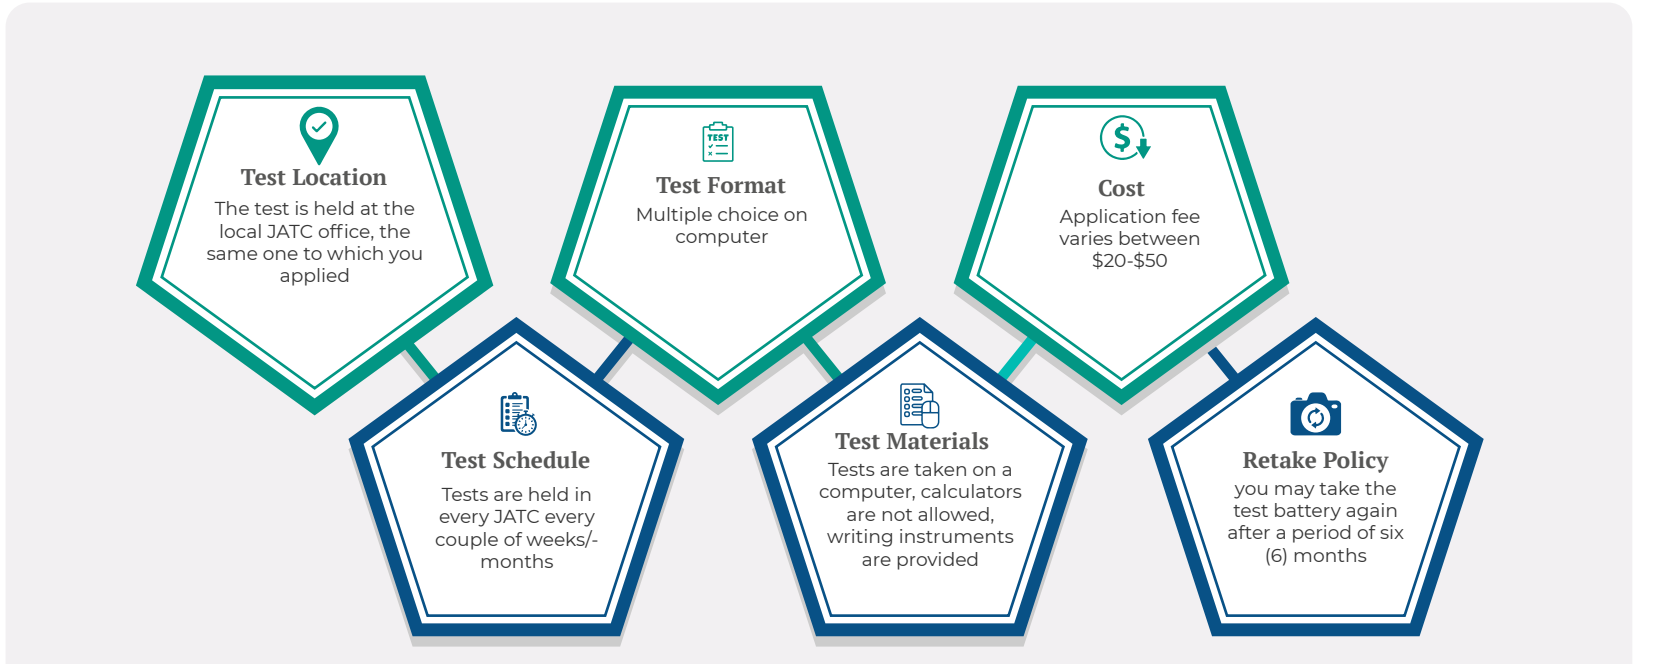 Test Location
The test is held at the
local JATC office, the
same one to which you
applied
TEST
Test Format
Multiple choice on
computer
$
Cost
Application fee
varies between
$20-$50
Test Schedule
Tests are held in
every JATC every
couple of weeks/-
months
Test Materials
Tests are taken on a
computer, calculators
are not allowed,
writing instruments
are provided
Retake Policy
you may take the
test battery again
after a period of six
(6) months